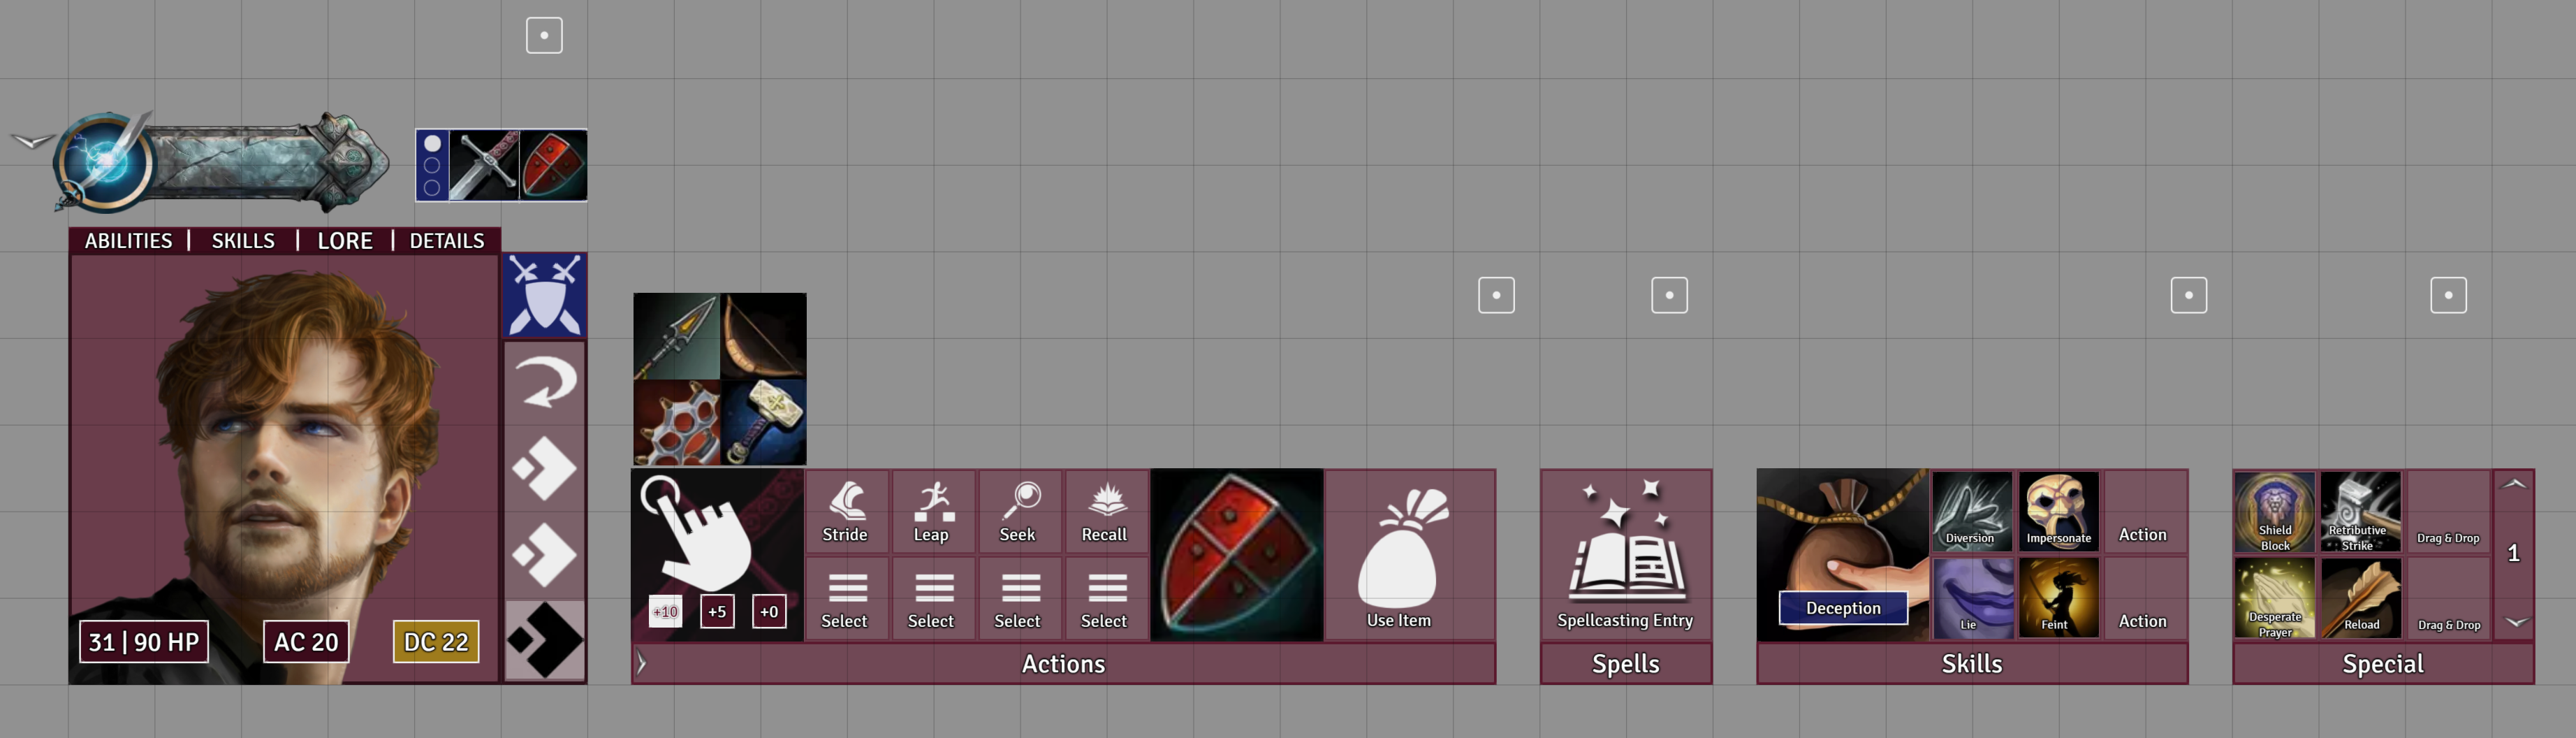 ABILITIES | SKILLS | LORE | DETAILS
31 | 90 HP
AC 20
DC 22
+10
+5
+0
Stride
Leap
Seek
Recall
Select
Select
Select
Select
Use Item
Actions
Spellcasting Entry
Spells
Deception
Diversion
Impersonate
Action
Lie
Feint
Action
Skills
Shield
Block
Retributive
Strike
Drag & Drop
Desperate
Prayer
Reload
Drag & Drop
1
Special